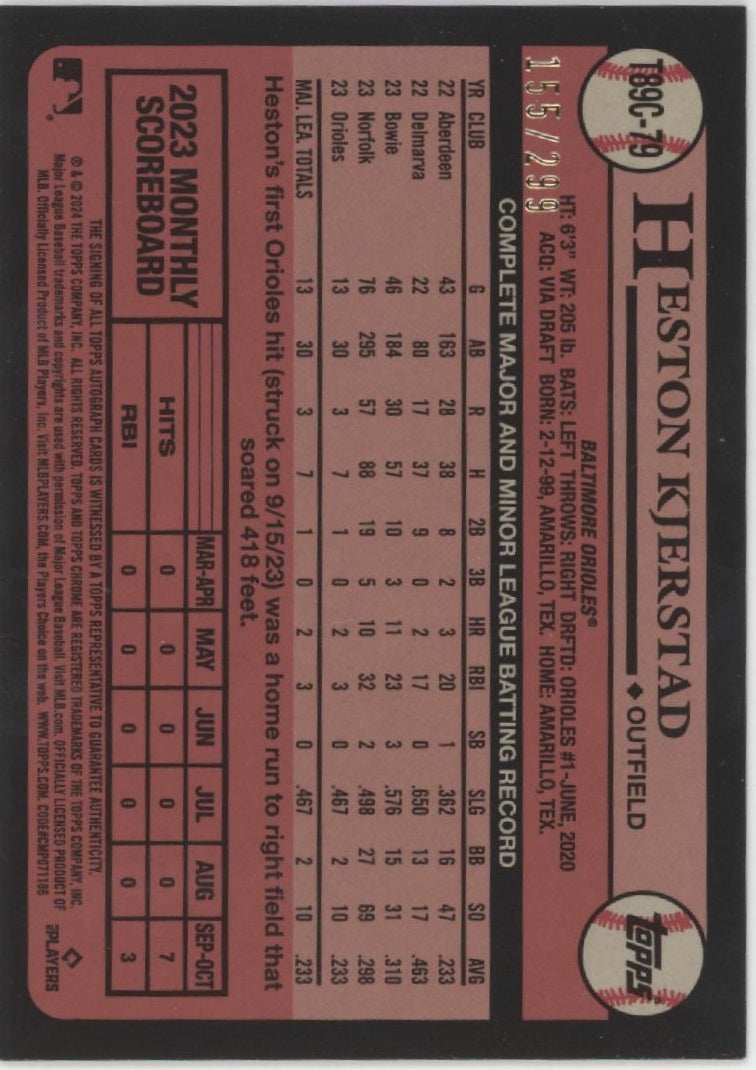 T89C-79
HESTON KJERSTAD
◆OUTFIELD
topps
155/299
BALTIMORE ORIOLES®
HT: 6'3" WT: 205 lb. BATS: LEFT THROWS: RIGHT DRFTD: ORIOLES #1-JUNE, 2020
ACQ: VIA DRAFT BORN: 2-12-99, AMARILLO, TEX. HOME: AMARILLO, TEX.
COMPLETE MAJOR AND MINOR LEAGUE BATTING RECORD
YR CLUB G AB R H 2B 3B HR RBI SB SLG BB SO AVG
22 Aberdeen 43 163 28 38 8 2 3 20 1 .362 16 47 .233
22 Delmarva 22 80 17 37 9 0 2 17 0 .650 13 17 .463
23 Bowie 46 184 30 57 10 3 11 23 3 .576 15 31 .310
23 Norfolk 76 295 57 88 19 5 10 32 2 .498 27 69 .298
23 Orioles 13 30 3 7 1 0 2 3 0 .467 2 10 .233
MAJ. LEA. TOTALS 13 30 3 7 1 0 2 3 0 .467 2 10 .233
Heston's first Orioles hit (struck on 9/15/23) was a home run to right field that
soared 418 feet.
2023 MONTHLY
SCOREBOARD
MAR-APR MAY JUN JUL AUG SEP-OCT
HITS 0 0 0 0 0 7
RBI 0 0 0 0 0 3
THE SIGNING OF ALL TOPPS AUTOGRAPH CARDS IS WITNESSED BY A TOPPS REPRESENTATIVE TO GUARANTEE AUTHENTICITY.
® & © 2024 THE TOPPS COMPANY, INC. ALL RIGHTS RESERVED. TOPPS AND TOPPS CHROME ARE REGISTERED TRADEMARKS OF THE TOPPS COMPANY, INC.
Major League Baseball trademarks and copyrights are used with permission of Major League Baseball. Visit MLB.com. OFFICIALLY LICENSED PRODUCT OF
MLB. Officially Licensed Product of MLB Players, Inc. Visit MLBPLAYERS.COM, the Players Choice on the web. WWW.TOPPS.COM. CODE#CMP071186
PLAYERS